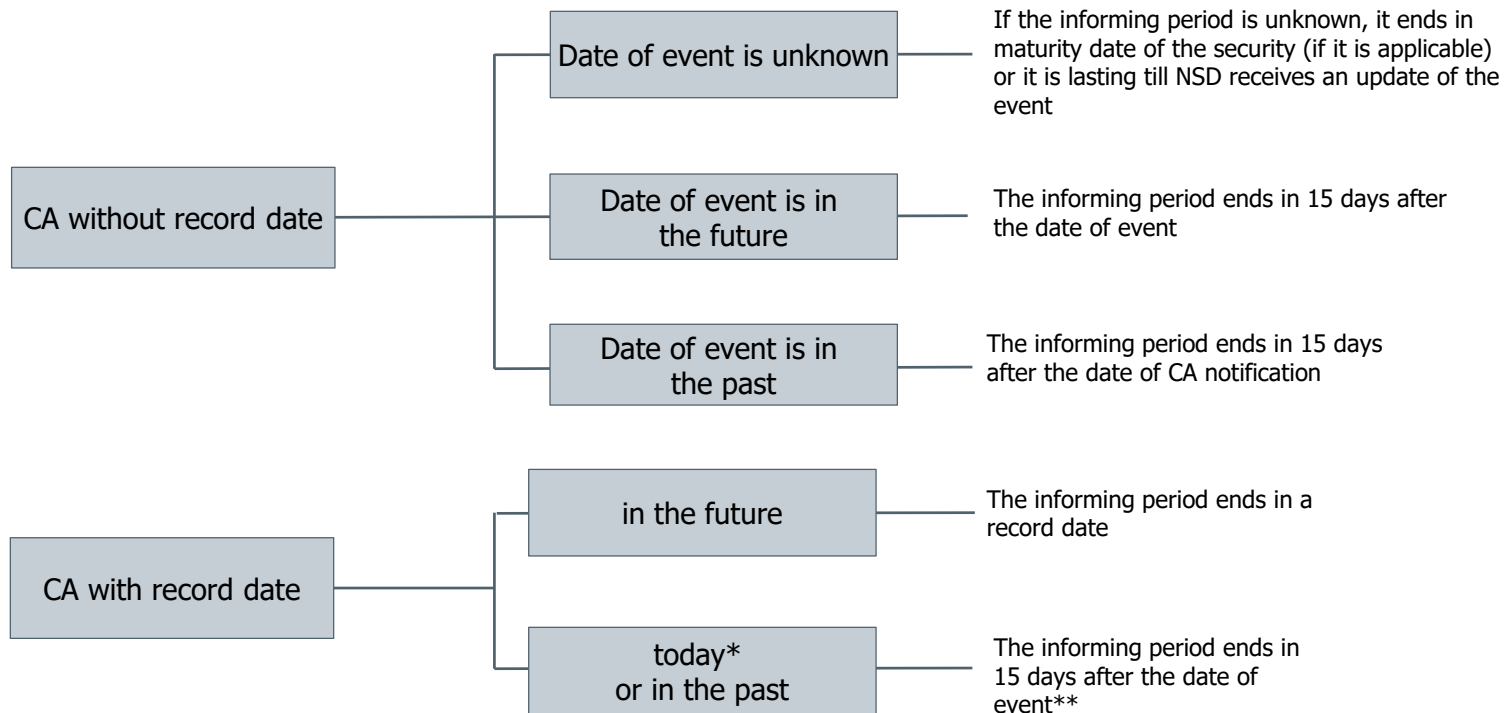 Date of event is unknown
If the informing period is unknown, it ends in
maturity date of the security (if it is applicable)
or it is lasting till NSD receives an update of the
event
CA without record date
Date of event is in
the future
The informing period ends in 15 days after
the date of event
Date of event is in
the past
The informing period ends in 15 days
after the date of CA notification
CA with record date
in the future
The informing period ends in a
record date
today*
or in the past
The informing period ends in
15 days after the date of
event**